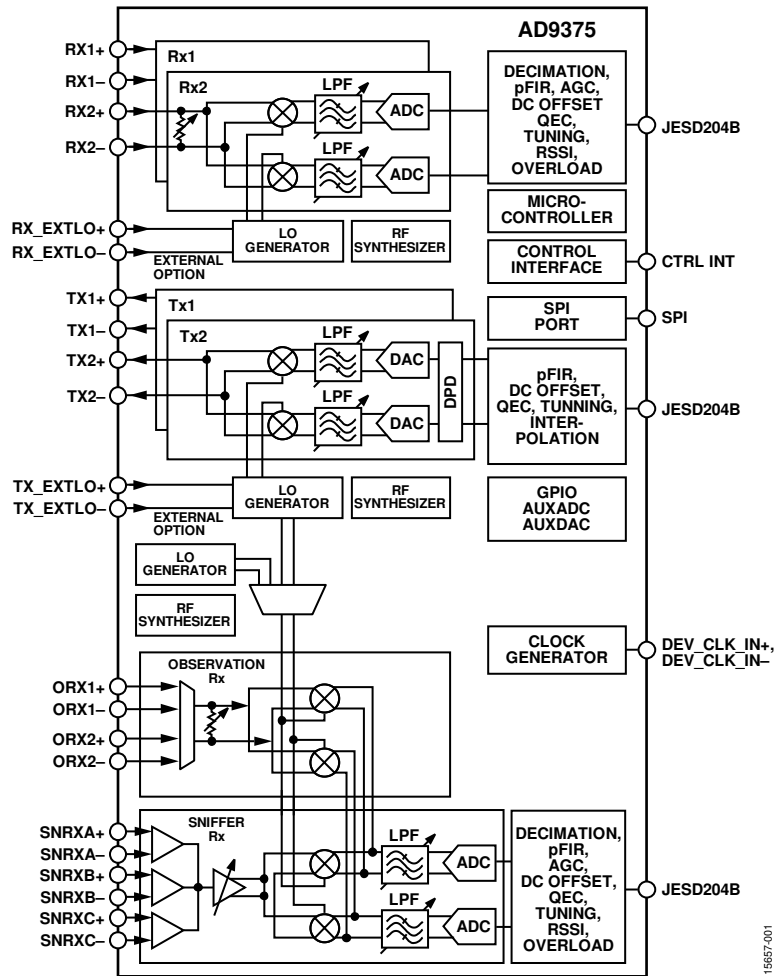 AD9375
RX1+
RX1–
RX2+
RX2–
Rx1
Rx2
LPF
ADC
LPF
ADC
DECIMATION,
pFIR, AGC,
DC OFFSET
QEC,
TUNING,
RSSI,
OVERLOAD
JESD204B
MICRO-
CONTROLLER
RX_EXTLO+
RX_EXTLO–
EXTERNAL
OPTION
LO
GENERATOR
RF
SYNTHESIZER
CONTROL
INTERFACE
CTRL INT
TX1+
TX1–
TX2+
TX2–
Tx1
Tx2
LPF
DAC
LPF
DAC
DPD
SPI
PORT
SPI
pFIR,
DC OFFSET,
QEC, TUNNING,
INTER-
POLATION
JESD204B
TX_EXTLO+
TX_EXTLO–
EXTERNAL
OPTION
LO
GENERATOR
RF
SYNTHESIZER
GPIO
AUXADC
AUXDAC
LO
GENERATOR
RF
SYNTHESIZER
CLOCK
GENERATOR
DEV_CLK_IN+,
DEV_CLK_IN–
OBSERVATION
Rx
ORX1+
ORX1–
ORX2+
ORX2–
SNIFFER
Rx
SNRXA+
SNRXA–
SNRXB+
SNRXB–
SNRXC+
SNRXC–
LPF
ADC
LPF
ADC
DECIMATION,
pFIR,
AGC,
DC OFFSET,
QEC,
TUNING,
RSSI,
OVERLOAD
JESD204B
15657-001